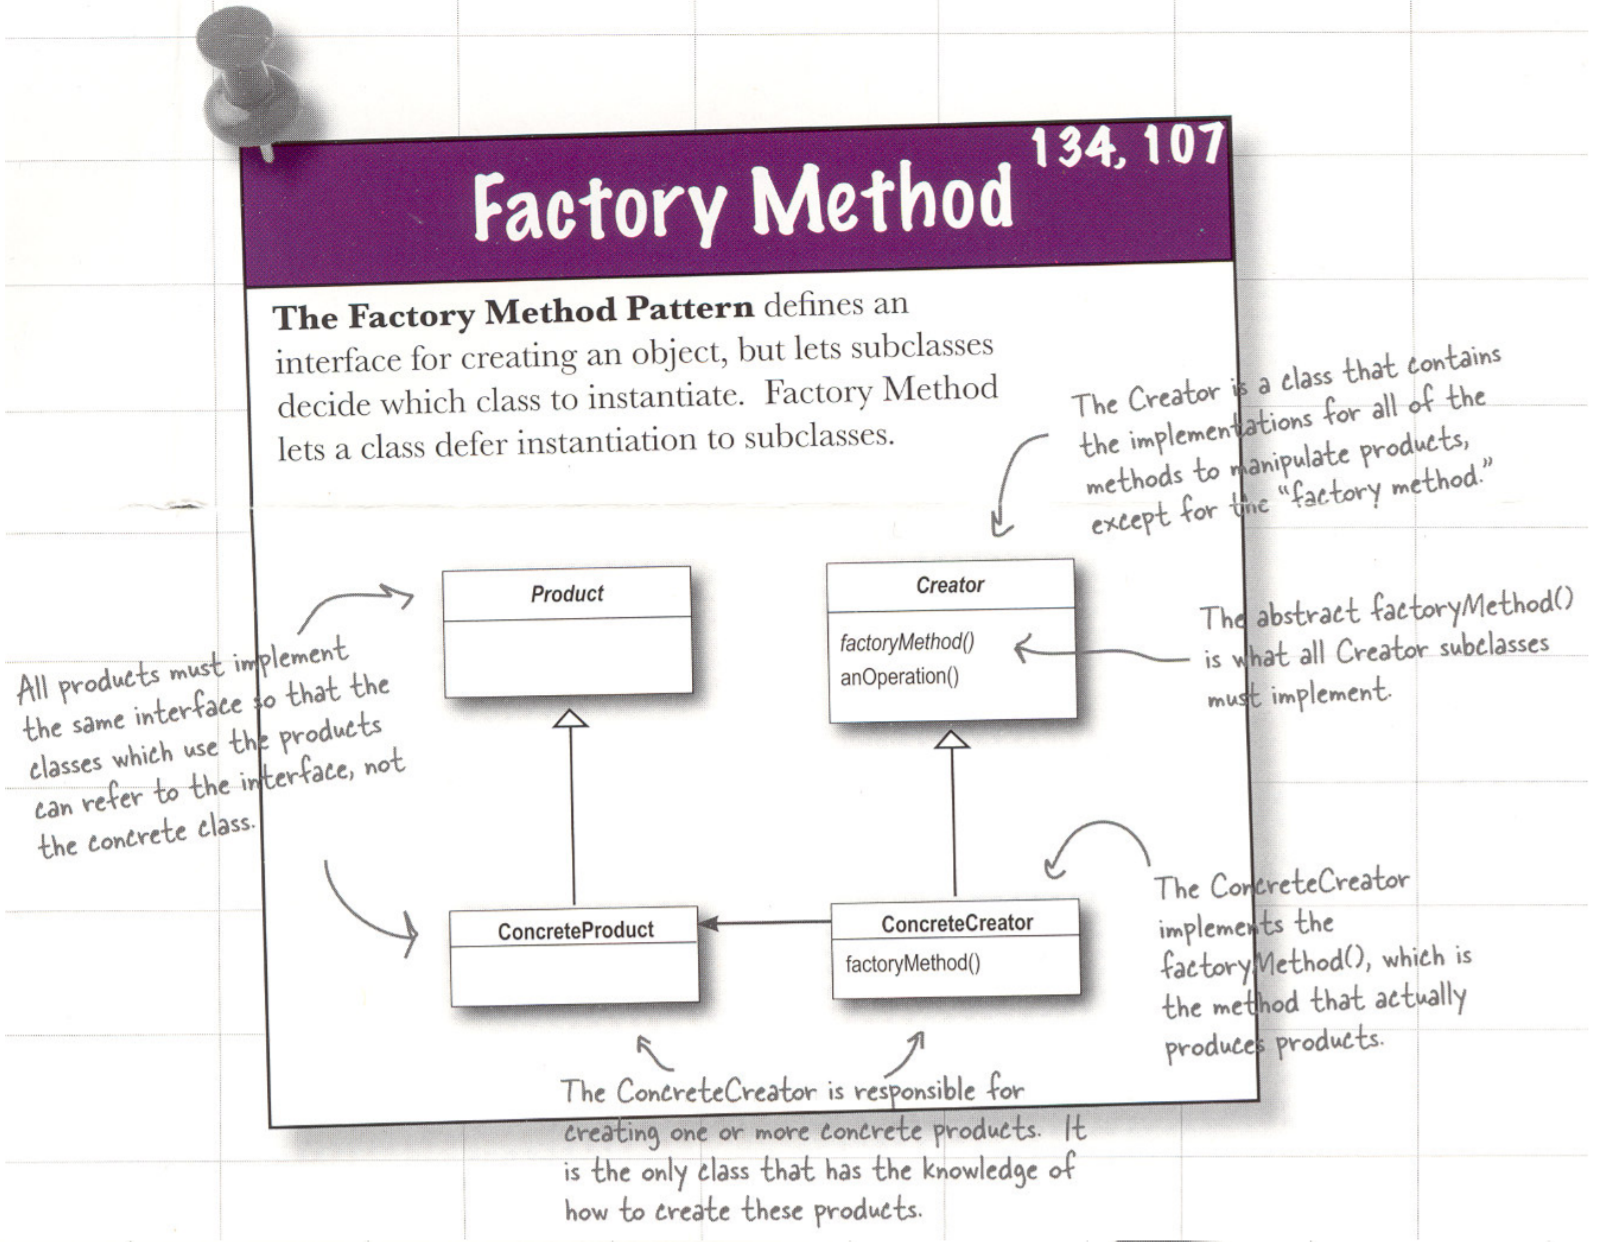 134, 107
Factory Method
The Factory Method Pattern defines an
interface for creating an object, but lets subclasses
decide which class to instantiate. Factory Method
lets a class defer instantiation to subclasses.
The Creator is a class that contains
the implementations for all of the
methods to manipulate products,
except for the “factory method.”
Product
Creator
factoryMethod()
anOperation()
The abstract factoryMethod()
is what all Creator subclasses
must implement.
All products must implement
the same interface so that the
classes which use the products
can refer to the interface, not
the concrete class.
ConcreteProduct
ConcreteCreator
factoryMethod()
The ConcreteCreator
implements the
factoryMethod(), which is
the method that actually
produces products.
The ConcreteCreator is responsible for
creating one or more concrete products. It
is the only class that has the knowledge of
how to create these products.